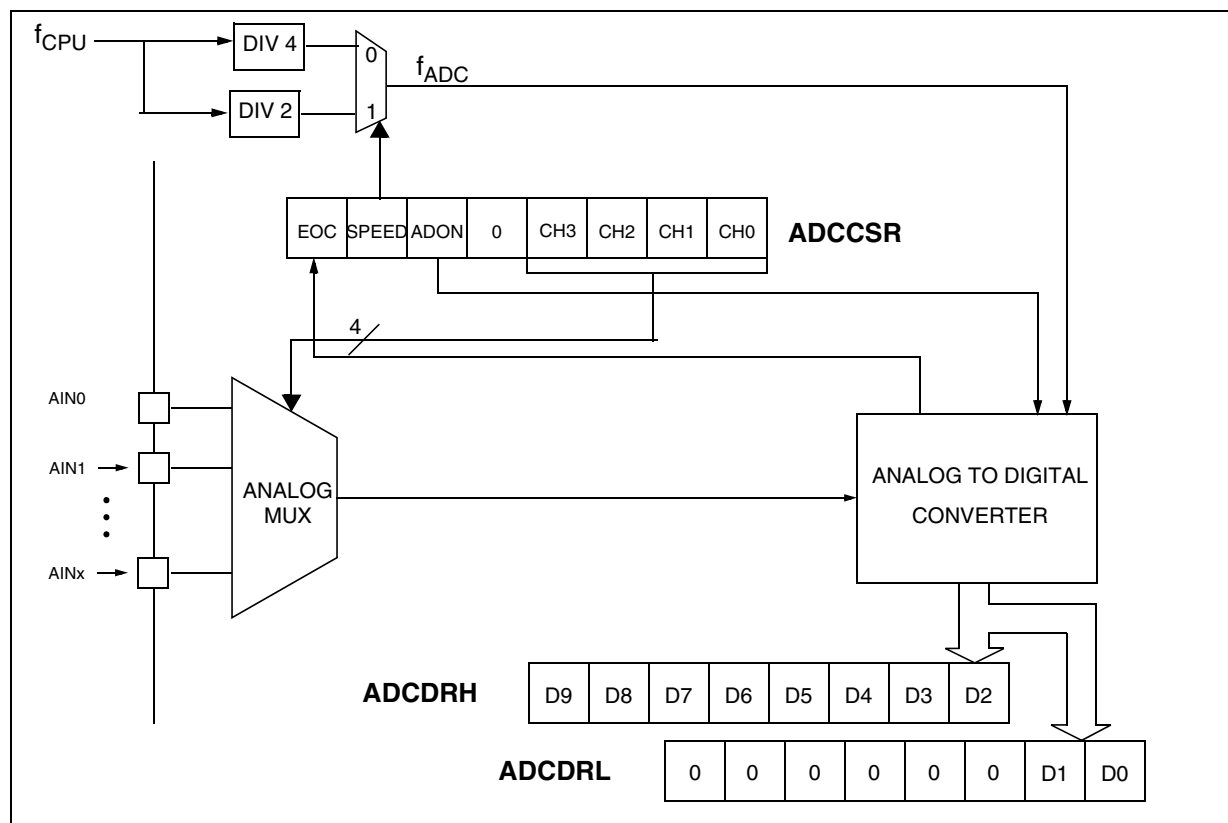 fCPU
DIV 4
0
fADC
DIV 2
1
EOC SPEED ADON 0 CH3 CH2 CH1 CH0
ADCCSR
4
AIN0
AIN1
AINx
ANALOG
MUX
ANALOG TO DIGITAL
CONVERTER
ADCDRH
D9 D8 D7 D6 D5 D4 D3 D2
ADCDRL
0 0 0 0 0 0 D1 D0